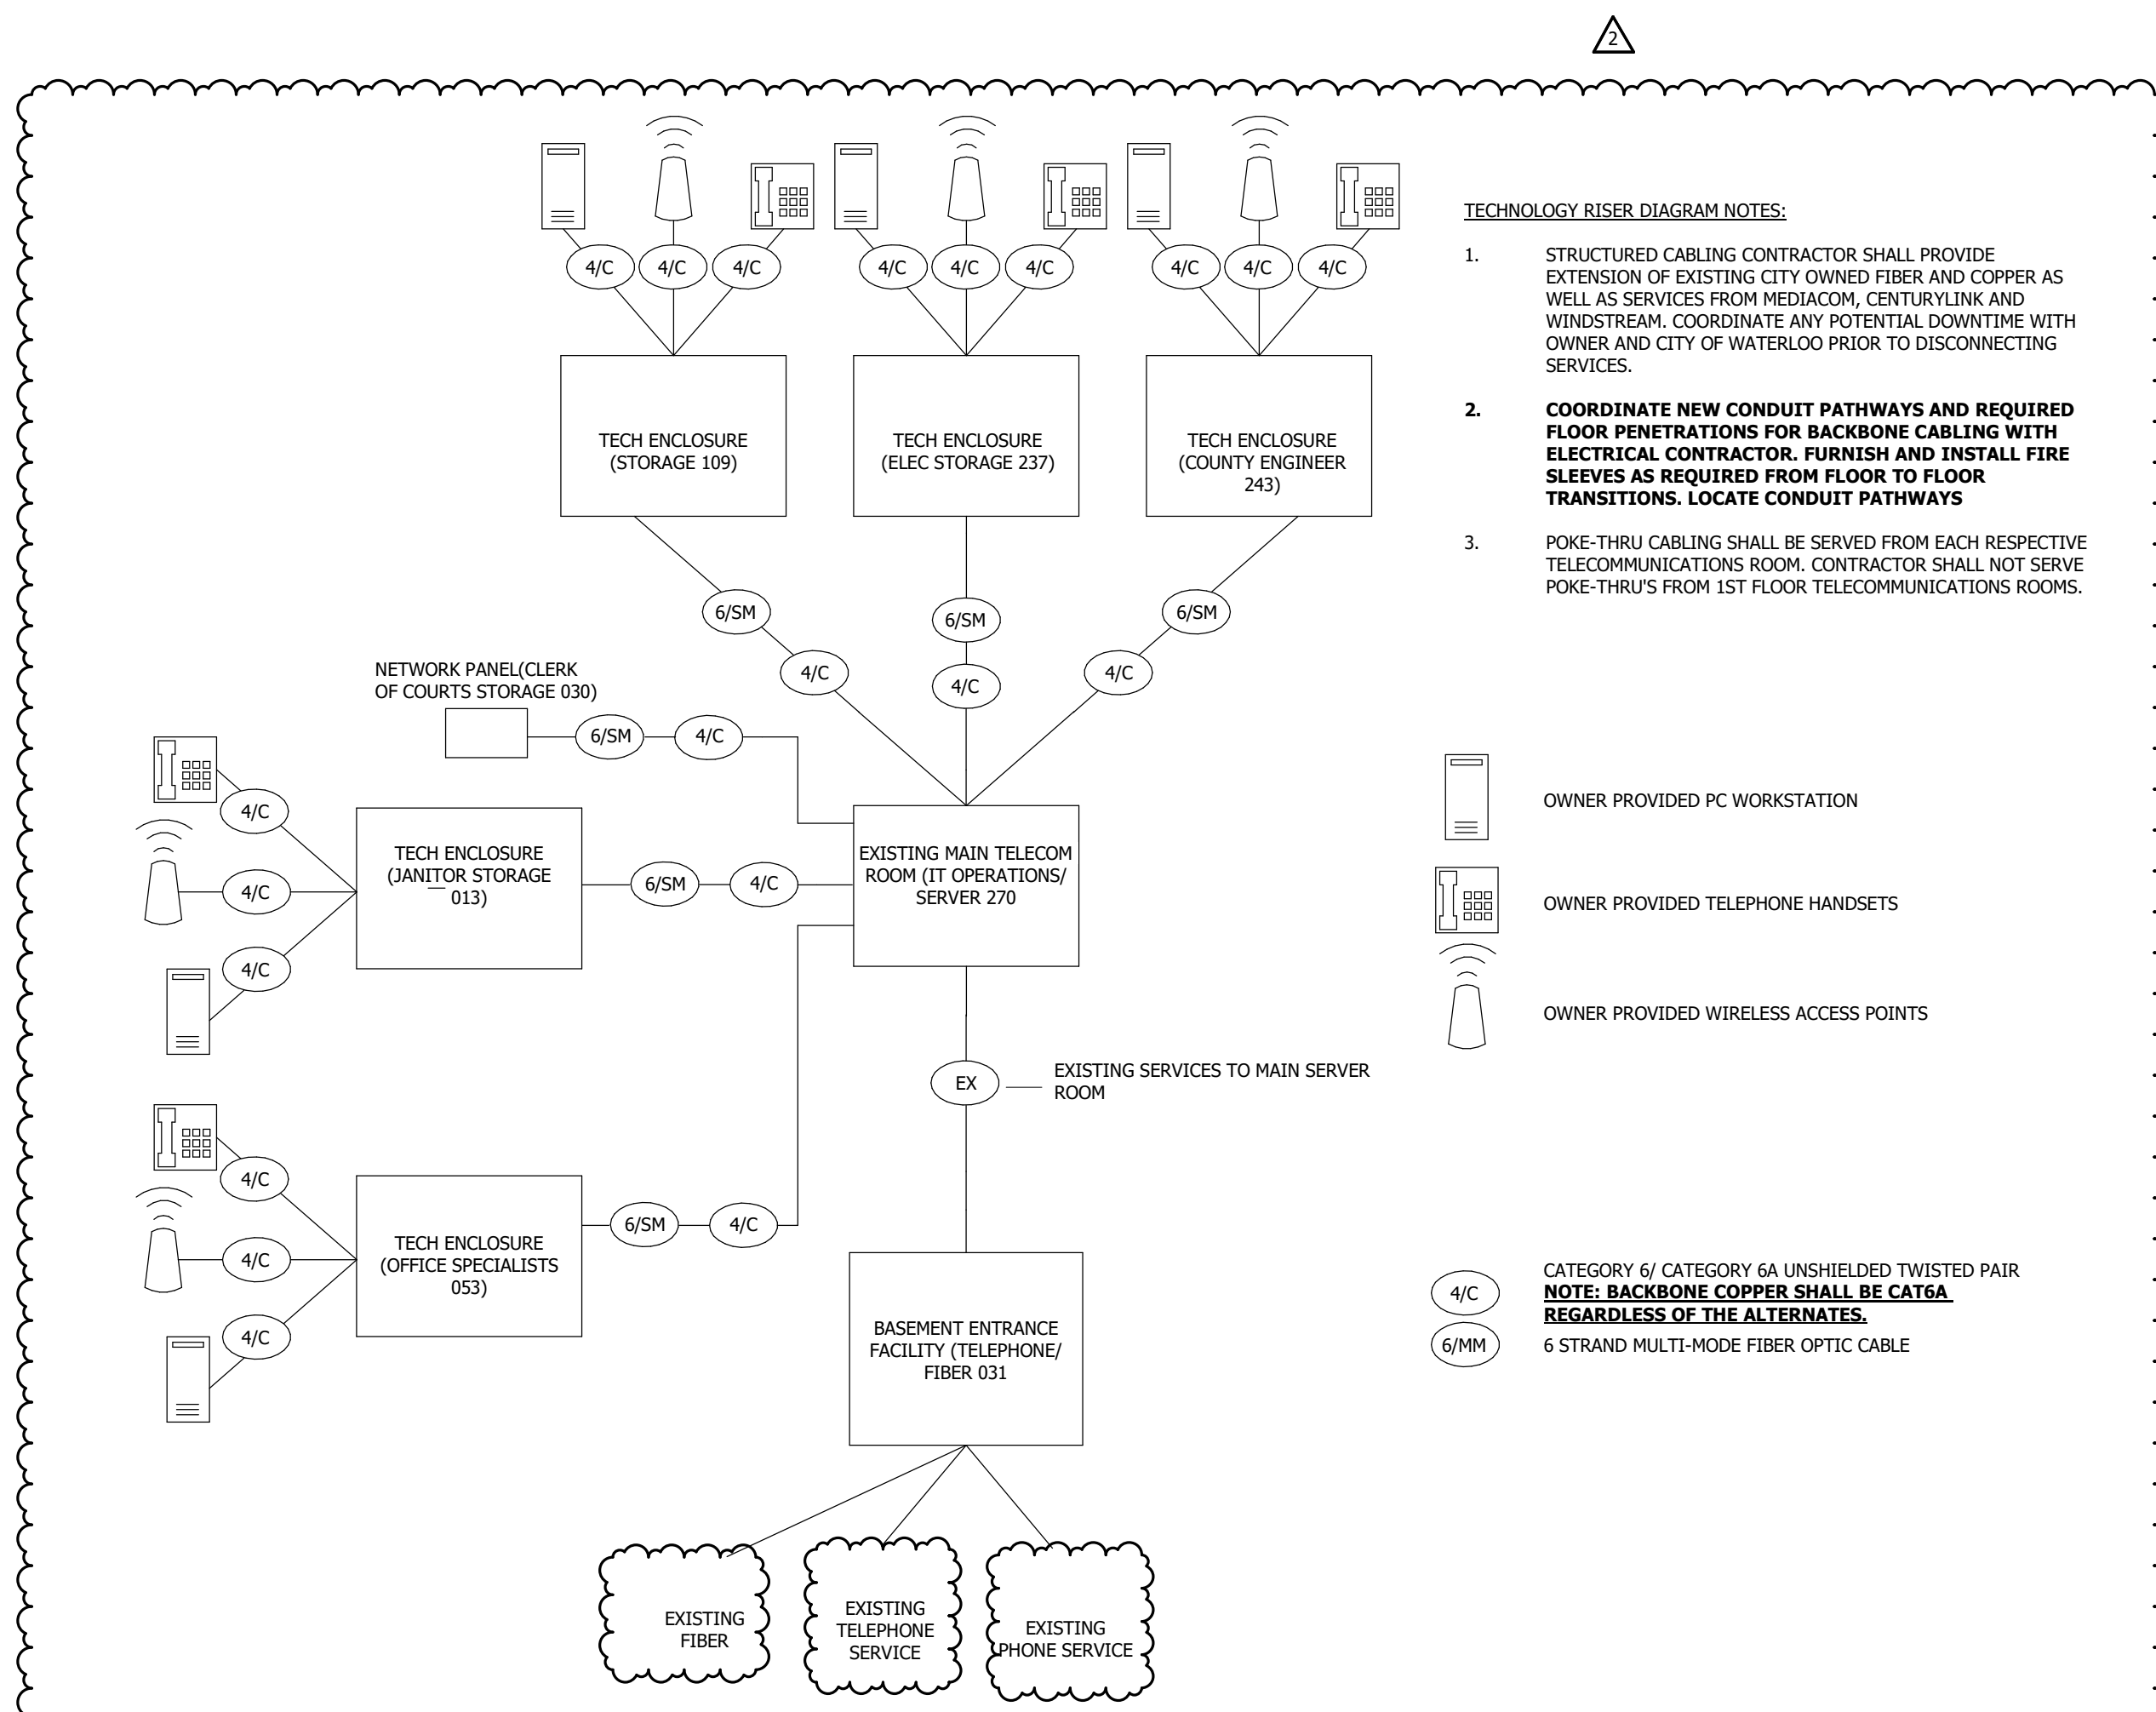 2
4/C
4/C
4/C
4/C
4/C
4/C
4/C
4/C
4/C
TECH ENCLOSURE
(STORAGE 109)
TECH ENCLOSURE
(ELEC STORAGE 237)
TECH ENCLOSURE
(COUNTY ENGINEER
243)
6/SM
6/SM
6/SM
4/C
4/C
4/C
NETWORK PANEL(CLERK
OF COURTS STORAGE 030)
6/SM
4/C
4/C
4/C
4/C
TECH ENCLOSURE
(JANITOR STORAGE
013)
6/SM
4/C
EXISTING MAIN TELECOM
ROOM (IT OPERATIONS/
SERVER 270
EX
EXISTING SERVICES TO MAIN SERVER
ROOM
4/C
4/C
4/C
TECH ENCLOSURE
(OFFICE SPECIALISTS
053)
6/SM
4/C
BASEMENT ENTRANCE
FACILITY (TELEPHONE/
FIBER 031
EXISTING
FIBER
EXISTING
TELEPHONE
SERVICE
EXISTING
PHONE SERVICE
TECHNOLOGY RISER DIAGRAM NOTES:
1. STRUCTURED CABLING CONTRACTOR SHALL PROVIDE
EXTENSION OF EXISTING CITY OWNED FIBER AND COPPER AS
WELL AS SERVICES FROM MEDIACOM, CENTURYLINK AND
WINDSTREAM. COORDINATE ANY POTENTIAL DOWNTIME WITH
OWNER AND CITY OF WATERLOO PRIOR TO DISCONNECTING
SERVICES.
2. COORDINATE NEW CONDUIT PATHWAYS AND REQUIRED
FLOOR PENETRATIONS FOR BACKBONE CABLING WITH
ELECTRICAL CONTRACTOR. FURNISH AND INSTALL FIRE
SLEEVES AS REQUIRED FROM FLOOR TO FLOOR
TRANSITIONS. LOCATE CONDUIT PATHWAYS
3. POKE-THRU CABLING SHALL BE SERVED FROM EACH RESPECTIVE
TELECOMMUNICATIONS ROOM. CONTRACTOR SHALL NOT SERVE
POKE-THRU'S FROM 1ST FLOOR TELECOMMUNICATIONS ROOMS.
OWNER PROVIDED PC WORKSTATION
OWNER PROVIDED TELEPHONE HANDSETS
OWNER PROVIDED WIRELESS ACCESS POINTS
4/C
CATEGORY 6/ CATEGORY 6A UNSHIELDED TWISTED PAIR
NOTE: BACKBONE COPPER SHALL BE CAT6A
REGARDLESS OF THE ALTERNATES.
6/MM
6 STRAND MULTI-MODE FIBER OPTIC CABLE